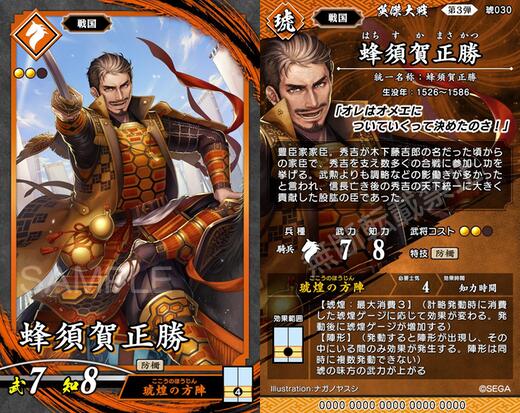 戦国
SAMPLE
蜂須賀正勝
防柵
武7 知8
ここうのほうじん
琥煌の方陣
4
琥
戦国
英傑大戦
第3弾
琥030
はちすかまさかつ
蜂須賀正勝
統一名称：蜂須賀正勝
生没年：1526～1586
「オレはオメエに
ついていくって決めたのさ！」
豊臣家家臣。秀吉が木下藤吉郎の名だった頃から
の家臣で、秀吉を支え数多くの合戦に参加し功を
挙げる。武勲よりも調略などの影働きが多かった
と言われ、信長亡き後の秀吉の天下統一に大きく
貢献した股肱の臣であった。
無断転載禁
兵種 武力 知力 武将コスト
騎兵 7 8 特技 防柵
ここうのほうじん 必要士気 効果時間
琥煌の方陣 4 知力時間
効果範囲
【琥煌：最大消費３】（計略発動時に消費
した琥煌ゲージに応じて効果が変わる。発
動後に琥煌ゲージが増加する）
【陣形】（発動すると陣形が出現し、その
中にいる間のみ効果が発生する。陣形は同
時に複数発動できない）
琥の味方の武力が上がる
Illustration:ナガノヤスシ
©SEGA
0000 0000 0000 0000 0000